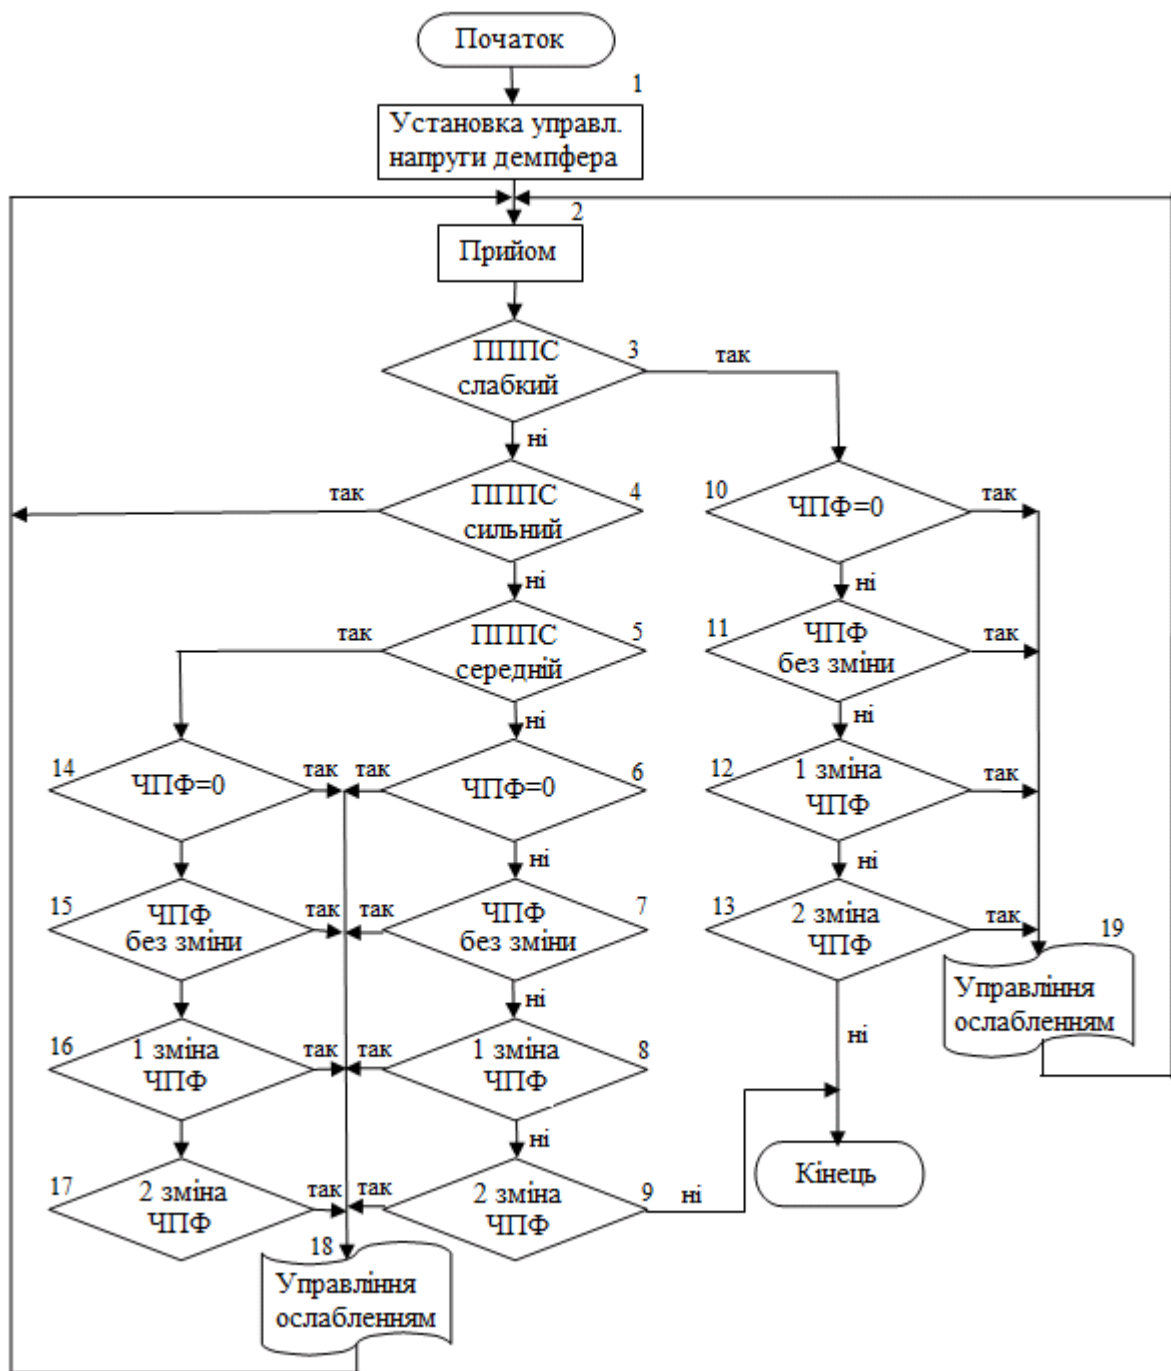 Початок
1
Установка управл.
напруги демпфера
2
Прийом
ПППС
слабкий
3
так
ні
так
ПППС
сильний
4
10
ЧПФ=0
так
ні
ні
так
ПППС
середній
5
11
ЧПФ
без зміни
так
ні
ні
14
ЧПФ=0
так
так
ЧПФ=0
6
12
1 зміна
ЧПФ
так
ні
ні
15
ЧПФ
без зміни
так
так
ЧПФ
без зміни
7
13
2 зміна
ЧПФ
так
19
Управління
ослабленням
ні
ні
16
1 зміна
ЧПФ
так
так
1 зміна
ЧПФ
8
ні
17
2 зміна
ЧПФ
так
так
2 зміна
ЧПФ
9
ні
Кінець
18
Управління
ослабленням